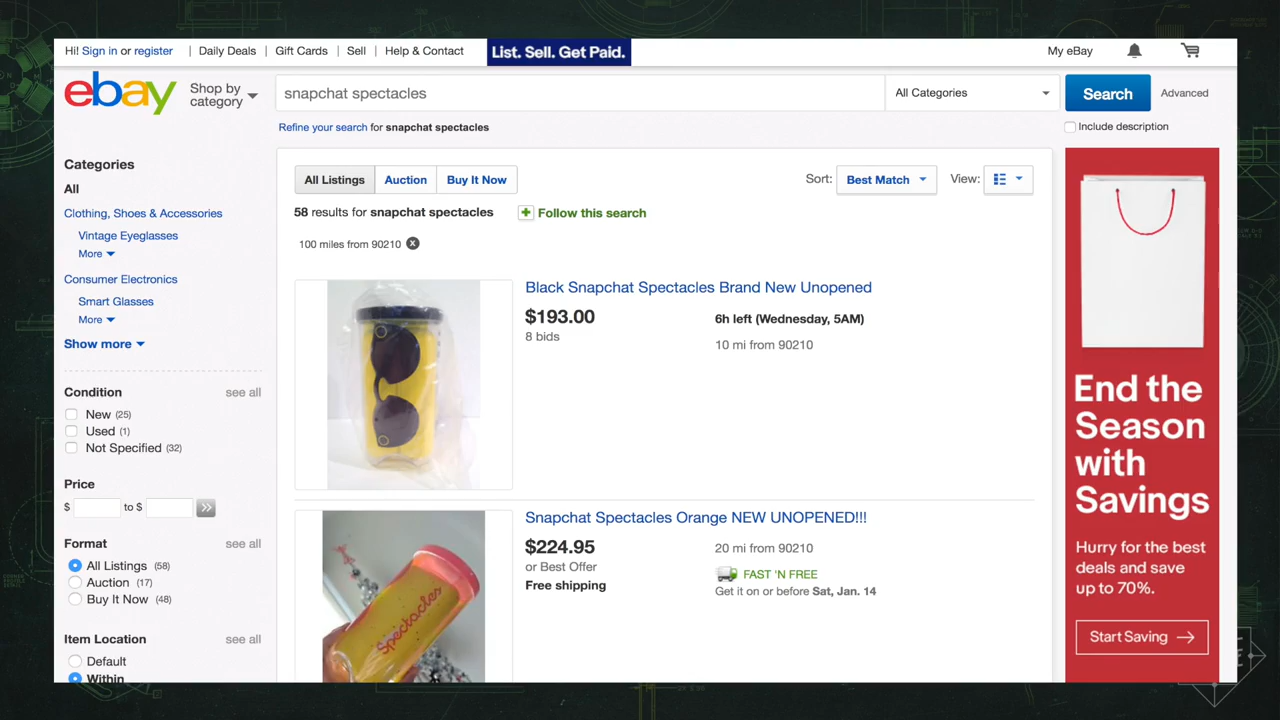 Hi! Sign in or register | Daily Deals | Gift Cards | Sell | Help & Contact
List. Sell. Get Paid.
My eBay
ebay
Shop by category
snapchat spectacles
All Categories
Search
Advanced
Refine your search for snapchat spectacles
Include description
Categories
All
Clothing, Shoes & Accessories
Vintage Eyeglasses
More
Consumer Electronics
Smart Glasses
More
Show more
Condition see all
New (25)
Used (1)
Not Specified (32)
Price
$ to $
Format see all
All Listings (58)
Auction (17)
Buy It Now (48)
Item Location see all
Default
Within
All Listings
Auction
Buy It Now
Sort: Best Match
View:
58 results for snapchat spectacles
Follow this search
100 miles from 90210
Black Snapchat Spectacles Brand New Unopened
$193.00
8 bids
6h left (Wednesday, 5AM)
10 mi from 90210
Snapchat Spectacles Orange NEW UNOPENED!!!
$224.95
or Best Offer
Free shipping
20 mi from 90210
FAST 'N FREE
Get it on or before Sat, Jan. 14
Spectacles
End the
Season
with
Savings
Hurry for the best
deals and save
up to 70%.
Start Saving